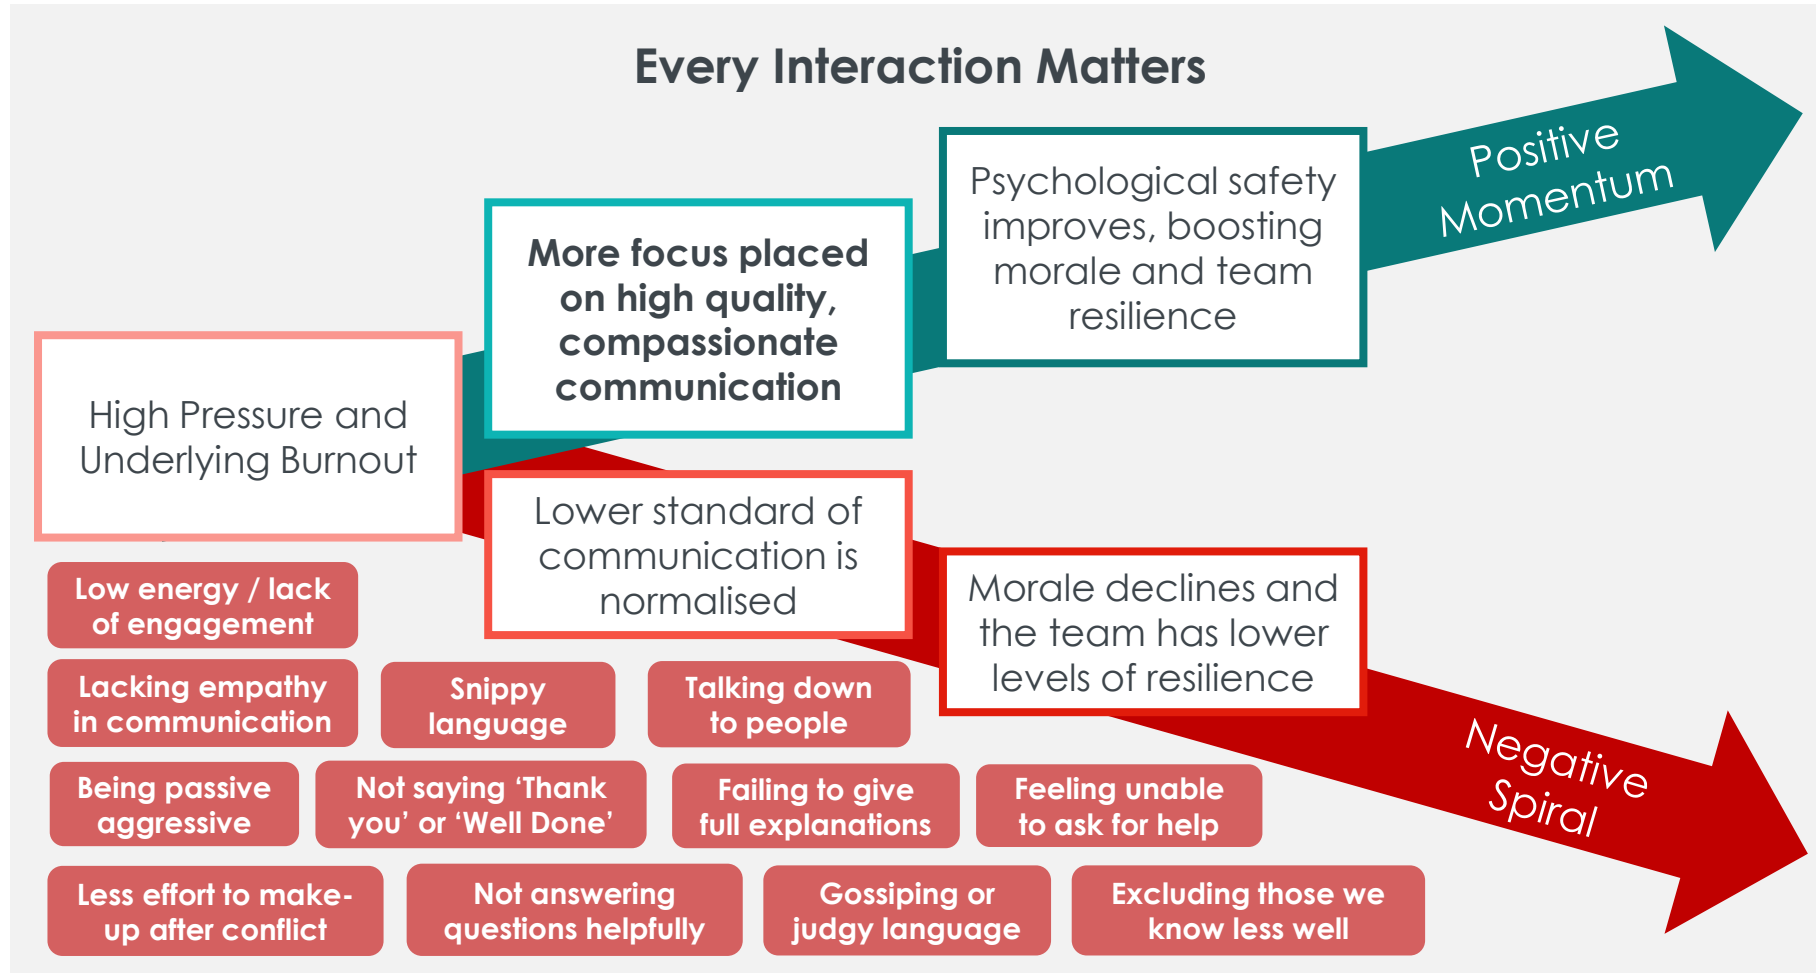 Every Interaction Matters
Positive
Momentum
Psychological safety
improves, boosting
morale and team
resilience
More focus placed
on high quality,
compassionate
communication
High Pressure and
Underlying Burnout
Lower standard of
communication is
normalised
Morale declines and
the team has lower
levels of resilience
Negative
Spiral
Low energy / lack
of engagement
Lacking empathy
in communication
Snippy
language
Talking down
to people
Being passive
aggressive
Not saying ‘Thank
you’ or ‘Well Done’
Failing to give
full explanations
Feeling unable
to ask for help
Less effort to make-
up after conflict
Not answering
questions helpfully
Gossiping or
judgy language
Excluding those we
know less well